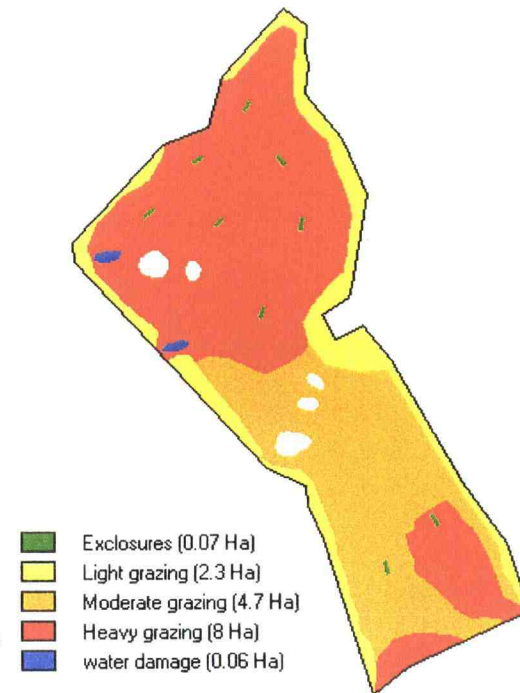 Exclosures (0.07 Ha)
Light grazing (2.3 Ha)
Moderate grazing (4.7 Ha)
Heavy grazing (8 Ha)
water damage (0.06 Ha)